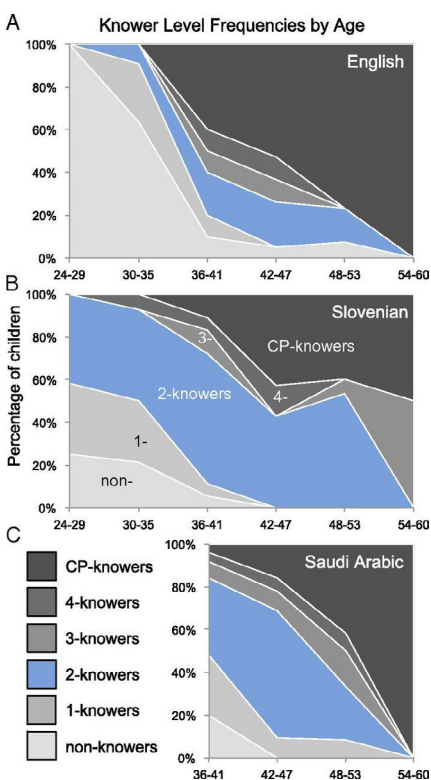 A
Knower Level Frequencies by Age
100%
80%
60%
40%
20%
0%
English
24-29 30-35 36-41 42-47 48-53 54-60
B
Percentage of children
100%
80%
60%
40%
20%
0%
Slovenian
CP-knowers
3-
4-
2-knowers
1-
non-
24-29 30-35 36-41 42-47 48-53 54-60
C
CP-knowers
4-knowers
3-knowers
2-knowers
1-knowers
non-knowers
100%
80%
60%
40%
20%
Saudi Arabic
36-41 42-47 48-53 54-60